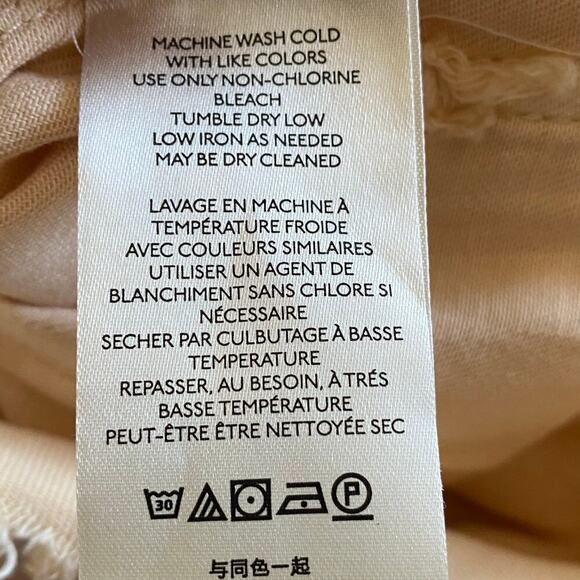 MACHINE WASH COLD
WITH LIKE COLORS
USE ONLY NON-CHLORINE
BLEACH
TUMBLE DRY LOW
LOW IRON AS NEEDED
MAY BE DRY CLEANED
LAVAGE EN MACHINE À
TEMPÉRATURE FROIDE
AVEC COULEURS SIMILAIRES
UTILISER UN AGENT DE
BLANCHIMENT SANS CHLORE SI
NÉCESSAIRE
SECHER PAR CULBUTAGE À BASSE
TEMPERATURE
REPASSER, AU BESOIN, À TRÉS
BASSE TEMPÉRATURE
PEUT-ÊTRE ÊTRE NETTOYÉE SEC
30 P
与同色一起